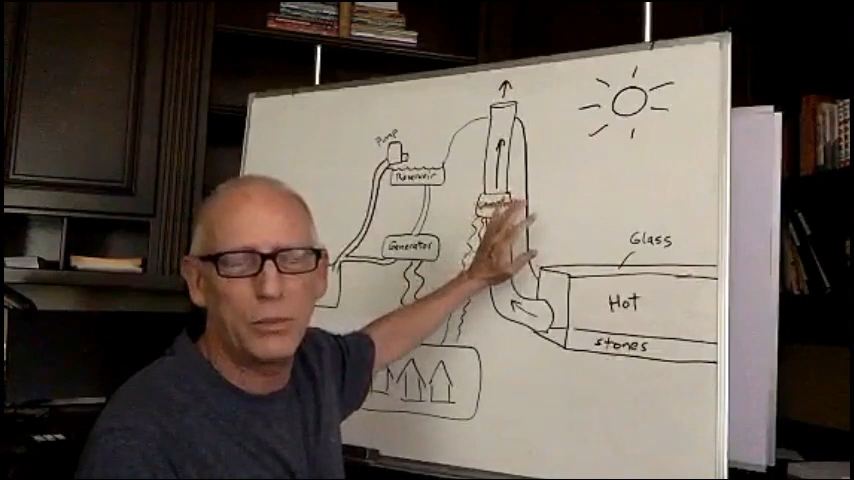 Pump
Reservoir
Generator
Glass
Hot
stones